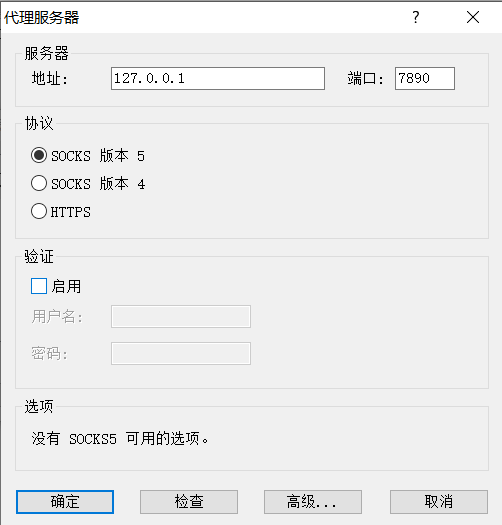 代理服务器
服务器
地址: 127.0.0.1 端口: 7890
协议
SOCKS 版本 5
SOCKS 版本 4
HTTPS
验证
启用
用户名:
密码:
选项
没有 SOCKS5 可用的选项。
确定 检查 高级... 取消